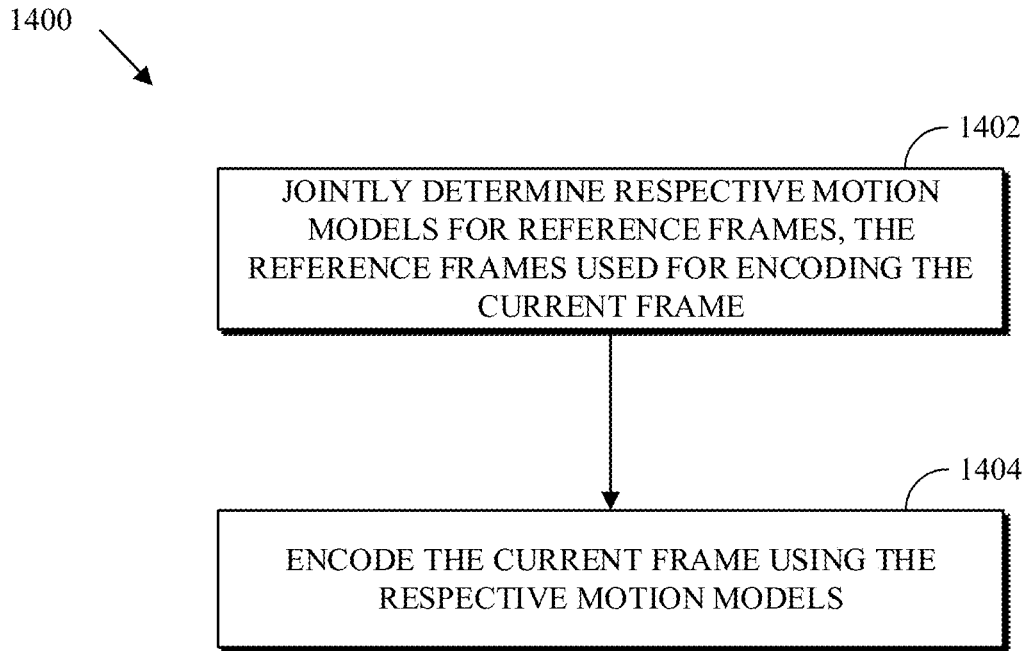 1400
1402
JOINTLY DETERMINE RESPECTIVE MOTION
MODELS FOR REFERENCE FRAMES, THE
REFERENCE FRAMES USED FOR ENCODING THE
CURRENT FRAME
1404
ENCODE THE CURRENT FRAME USING THE
RESPECTIVE MOTION MODELS